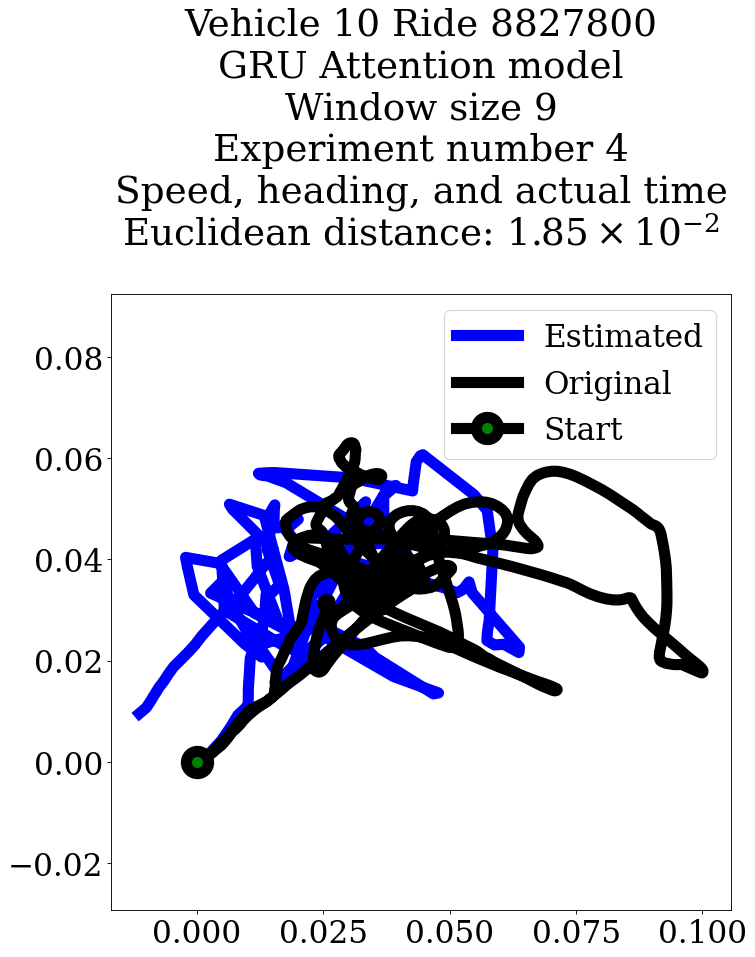 Vehicle 10 Ride 8827800
GRU Attention model
Window size 9
Experiment number 4
Speed, heading, and actual time
Euclidean distance: 1.85 × 10⁻²
Estimated
Original
Start
0.08
0.06
0.04
0.02
0.00
−0.02
0.000 0.025 0.050 0.075 0.100